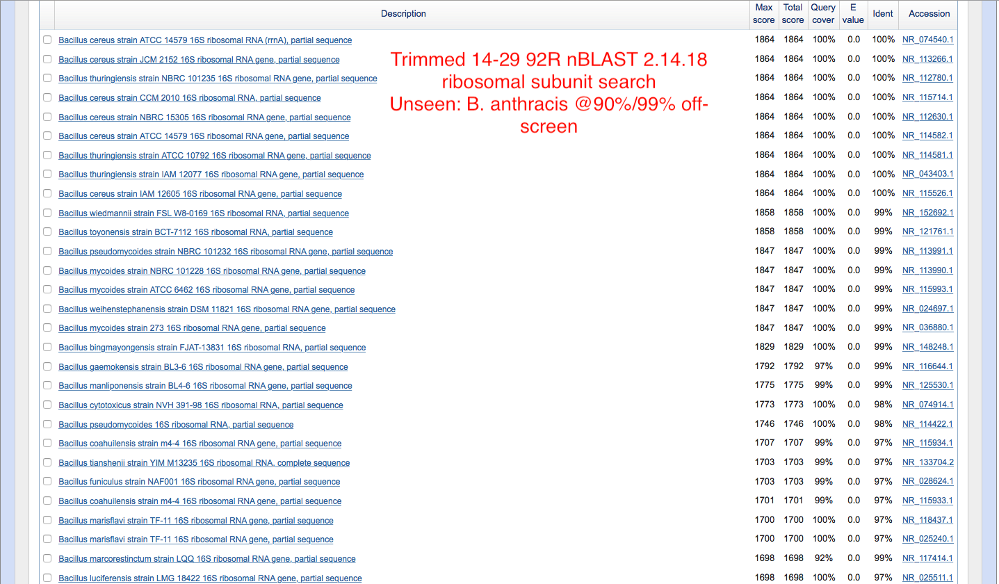 Description Max score Total score Query cover E value Ident Accession
Bacillus cereus strain ATCC 14579 16S ribosomal RNA (rrnA), partial sequence 1864 1864 100% 0.0 100% NR_074540.1
Trimmed 14-29 92R nBLAST 2.14.18
ribosomal subunit search
Unseen: B. anthracis @90%/99% off-
screen
Bacillus cereus strain JCM 2152 16S ribosomal RNA gene, partial sequence 1864 1864 100% 0.0 100% NR_113266.1
Bacillus thuringiensis strain NBRC 101235 16S ribosomal RNA gene, partial sequence 1864 1864 100% 0.0 100% NR_112780.1
Bacillus cereus strain CCM 2010 16S ribosomal RNA, partial sequence 1864 1864 100% 0.0 100% NR_115714.1
Bacillus cereus strain NBRC 15305 16S ribosomal RNA gene, partial sequence 1864 1864 100% 0.0 100% NR_112630.1
Bacillus cereus strain ATCC 14579 16S ribosomal RNA gene, partial sequence 1864 1864 100% 0.0 100% NR_114582.1
Bacillus thuringiensis strain ATCC 10792 16S ribosomal RNA gene, partial sequence 1864 1864 100% 0.0 100% NR_114581.1
Bacillus thuringiensis strain IAM 12077 16S ribosomal RNA gene, partial sequence 1864 1864 100% 0.0 100% NR_043403.1
Bacillus cereus strain IAM 12605 16S ribosomal RNA gene, partial sequence 1864 1864 100% 0.0 100% NR_115526.1
Bacillus wiedmannii strain FSL W8-0169 16S ribosomal RNA, partial sequence 1858 1858 100% 0.0 99% NR_152692.1
Bacillus toyonensis strain BCT-7112 16S ribosomal RNA, partial sequence 1858 1858 100% 0.0 99% NR_121761.1
Bacillus pseudomycoides strain NBRC 101232 16S ribosomal RNA gene, partial sequence 1847 1847 100% 0.0 99% NR_113991.1
Bacillus mycoides strain NBRC 101228 16S ribosomal RNA gene, partial sequence 1847 1847 100% 0.0 99% NR_113990.1
Bacillus mycoides strain ATCC 6462 16S ribosomal RNA gene, partial sequence 1847 1847 100% 0.0 99% NR_115993.1
Bacillus weihenstephanensis strain DSM 11821 16S ribosomal RNA gene, partial sequence 1847 1847 100% 0.0 99% NR_024697.1
Bacillus mycoides strain 273 16S ribosomal RNA gene, partial sequence 1847 1847 100% 0.0 99% NR_036880.1
Bacillus bingmayongensis strain FJAT-13831 16S ribosomal RNA, partial sequence 1829 1829 100% 0.0 99% NR_148248.1
Bacillus gaemokensis strain BL3-6 16S ribosomal RNA gene, partial sequence 1792 1792 97% 0.0 99% NR_116644.1
Bacillus manliponensis strain BL4-6 16S ribosomal RNA gene, partial sequence 1775 1775 99% 0.0 99% NR_125530.1
Bacillus cytotoxicus strain NVH 391-98 16S ribosomal RNA, partial sequence 1773 1773 100% 0.0 98% NR_074914.1
Bacillus pseudomycoides 16S ribosomal RNA, partial sequence 1746 1746 100% 0.0 98% NR_114422.1
Bacillus coahuilensis strain m4-4 16S ribosomal RNA gene, partial sequence 1707 1707 99% 0.0 97% NR_115934.1
Bacillus tianshenii strain YIM M13235 16S ribosomal RNA, complete sequence 1703 1703 99% 0.0 97% NR_133704.2
Bacillus funiculus strain NAF001 16S ribosomal RNA gene, partial sequence 1703 1703 99% 0.0 97% NR_028624.1
Bacillus coahuilensis strain m4-4 16S ribosomal RNA gene, partial sequence 1701 1701 99% 0.0 97% NR_115933.1
Bacillus marisflavi strain TF-11 16S ribosomal RNA gene, partial sequence 1700 1700 100% 0.0 97% NR_118437.1
Bacillus marisflavi strain TF-11 16S ribosomal RNA gene, partial sequence 1700 1700 100% 0.0 97% NR_025240.1
Bacillus marcorestinctum strain LQQ 16S ribosomal RNA gene, partial sequence 1698 1698 92% 0.0 99% NR_117414.1
Bacillus luciferensis strain LMG 18422 16S ribosomal RNA gene, partial sequence 1698 1698 100% 0.0 97% NR_025511.1